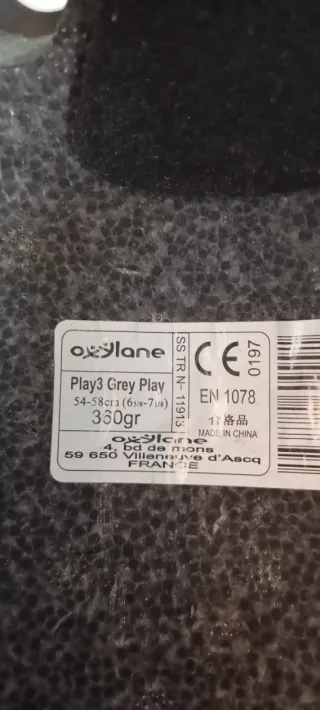 oxylane
Play3 Grey Play
54-58cm (6 5/8-7 1/8)
360gr
SS TR N- 11913
CE 0197
EN 1078
合格品
MADE IN CHINA
oxylane
4, bd de mons
59 650 Villeneuve d'Ascq
FRANCE